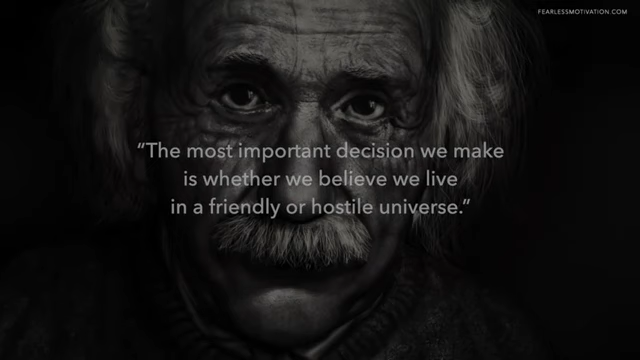 FEARLESSMOTIVATION.COM
“The most important decision we make
is whether we believe we live
in a friendly or hostile universe.”